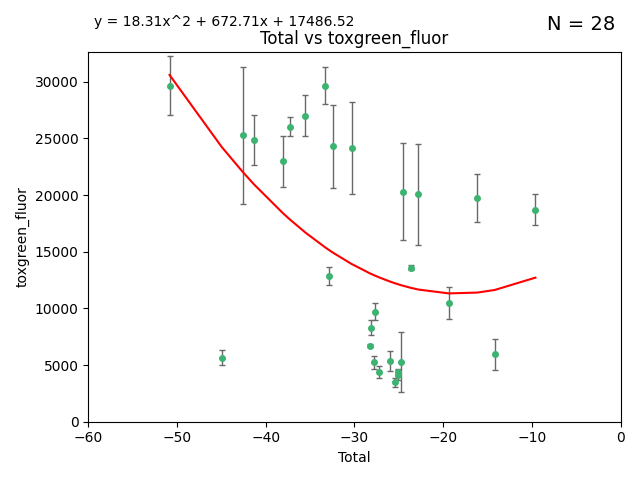 y = 18.31x^2 + 672.71x + 17486.52
N = 28
Total vs toxgreen_fluor
30000
25000
20000
15000
10000
5000
0
toxgreen_fluor
−60
−50
−40
−30
−20
−10
0
Total